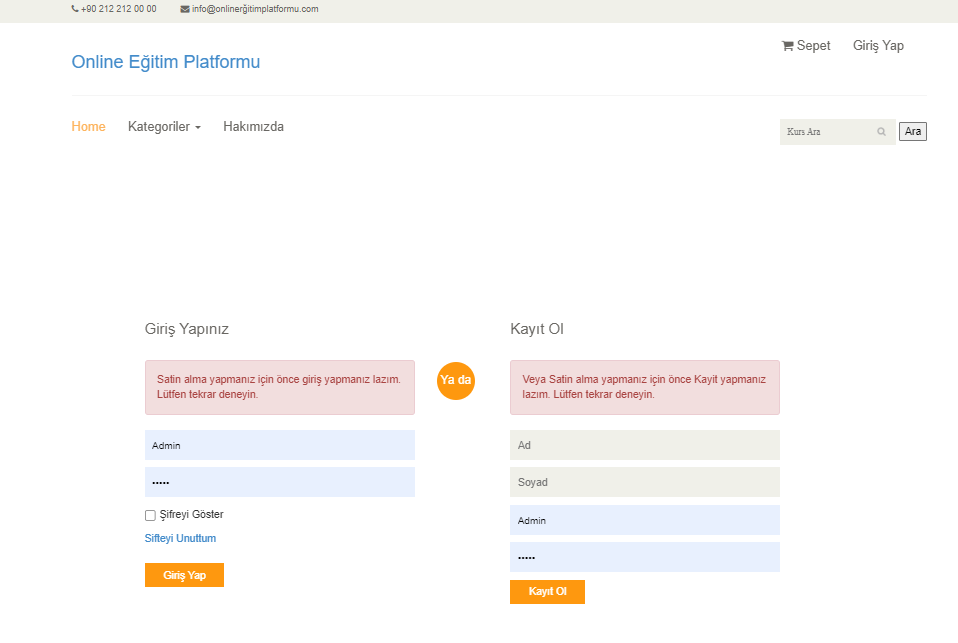 +90 212 212 00 00 info@onlinerğitimplatformu.com
Sepet Giriş Yap
Online Eğitim Platformu
Home Kategoriler Hakımızda
Kurs Ara Ara
Giriş Yapınız
Satin alma yapmanız için önce giriş yapmanız lazım.
Lütfen tekrar deneyin.
Admin
•••••
Şifreyi Göster
Sifteyi Unuttum
Giriş Yap
Ya da
Kayıt Ol
Veya Satin alma yapmanız için önce Kayit yapmanız
lazım. Lütfen tekrar deneyin.
Ad
Soyad
Admin
•••••
Kayıt Ol